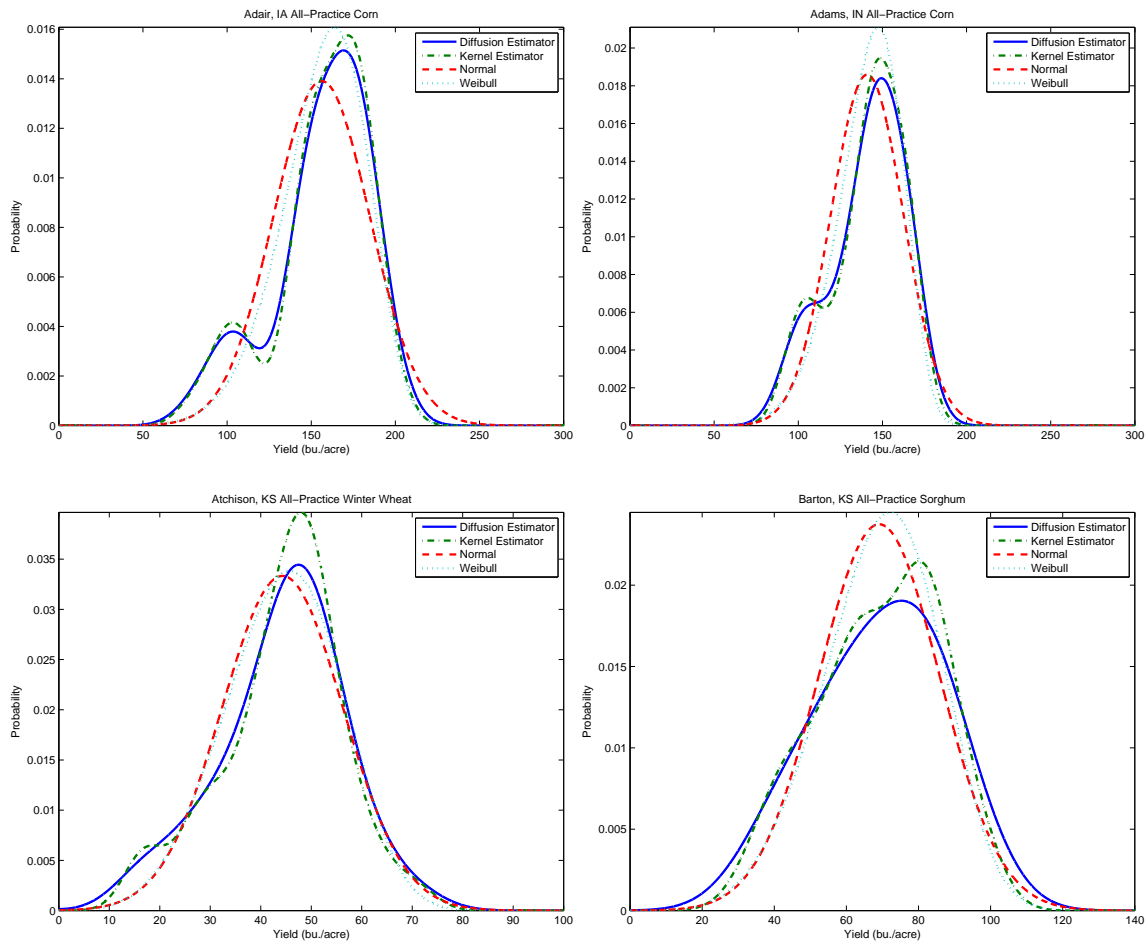 Adair, IA All−Practice Corn
0.016
0.014
0.012
0.01
0.008
0.006
0.004
0.002
0
Probability
0 50 100 150 200 250 300
Yield (bu./acre)
Diffusion Estimator
Kernel Estimator
Normal
Weibull
Adams, IN All−Practice Corn
0.02
0.018
0.016
0.014
0.012
0.01
0.008
0.006
0.004
0.002
0
Probability
0 50 100 150 200 250 300
Yield (bu./acre)
Diffusion Estimator
Kernel Estimator
Normal
Weibull
Atchison, KS All−Practice Winter Wheat
0.035
0.03
0.025
0.02
0.015
0.01
0.005
0
Probability
0 10 20 30 40 50 60 70 80 90 100
Yield (bu./acre)
Diffusion Estimator
Kernel Estimator
Normal
Weibull
Barton, KS All−Practice Sorghum
0.02
0.015
0.01
0.005
0
Probability
0 20 40 60 80 100 120 140
Yield (bu./acre)
Diffusion Estimator
Kernel Estimator
Normal
Weibull